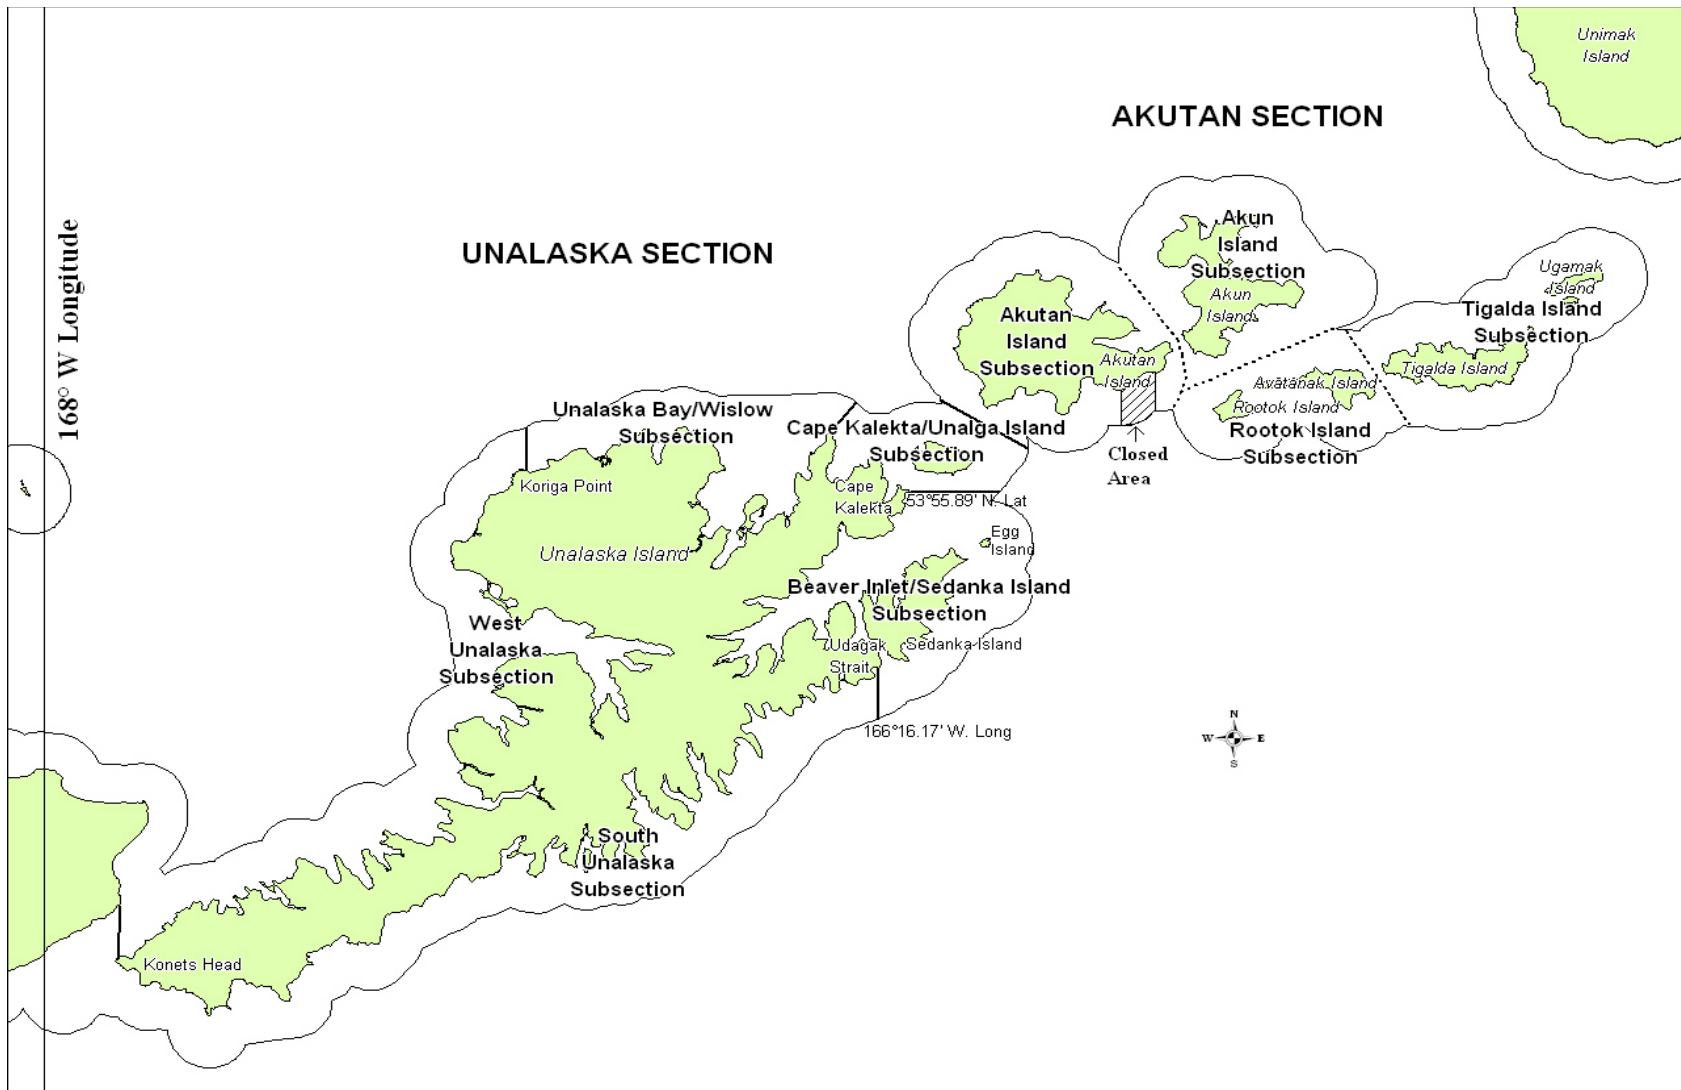 Unimak
Island
AKUTAN SECTION
168° W Longitude
UNALASKA SECTION
Akun
Island
Subsection
Akun
Island
Ugamak
Island
Tigalda Island
Subsection
Tigalda Island
Akutan
Island
Subsection
Akutan
Island
Avatanak Island
Rootok Island
Rootok Island
Subsection
Closed
Area
Unalaska Bay/Wislow
Subsection
Cape Kalekta/Unalga Island
Subsection
Koriga Point
Cape
Kalekta
53°55.89' N. Lat
Egg
Island
Unalaska Island
Beaver Inlet/Sedanka Island
Subsection
West
Unalaska
Subsection
Udagak
Strait
Sedanka Island
166°16.17' W. Long
N
W E
S
South
Unalaska
Subsection
Konets Head